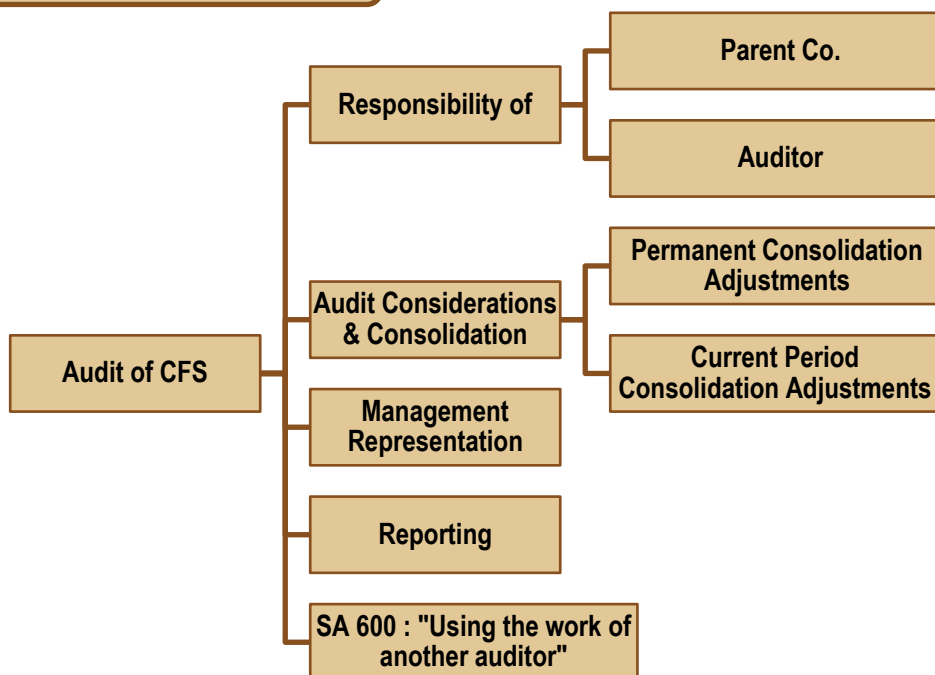 Audit of CFS
Responsibility of
Parent Co.
Auditor
Audit Considerations
& Consolidation
Permanent Consolidation
Adjustments
Current Period
Consolidation Adjustments
Management
Representation
Reporting
SA 600 : "Using the work of
another auditor"